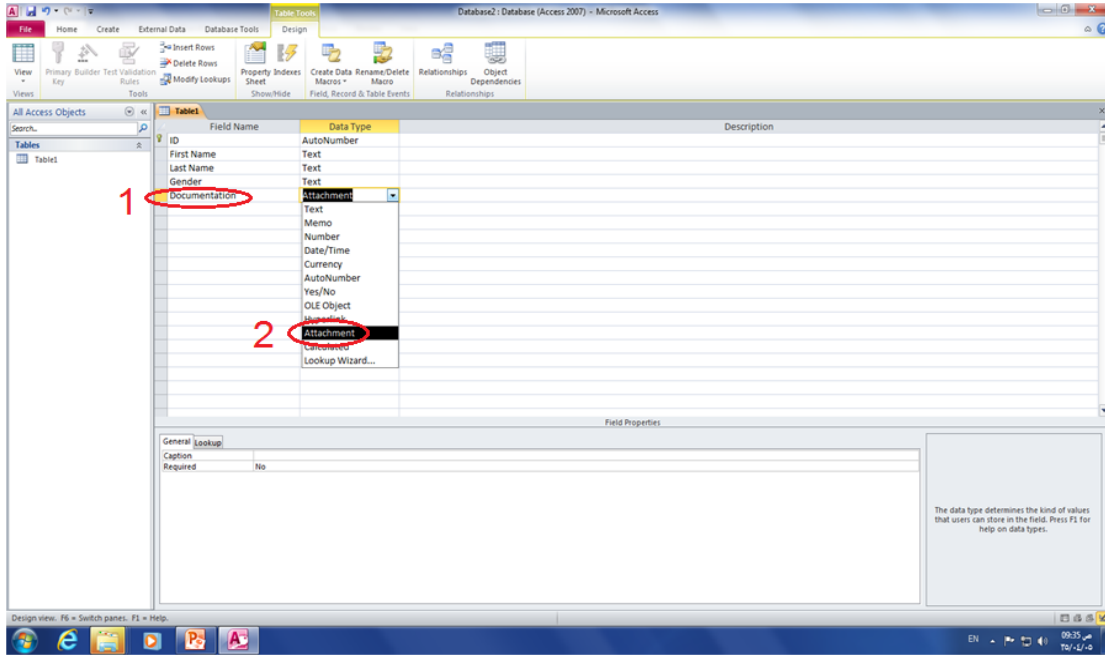 Table Tools
Database2 : Database (Access 2007) - Microsoft Access
File Home Create External Data Database Tools Design
View
Primary Key
Builder
Test Validation Rules
Insert Rows
Delete Rows
Modify Lookups
Property Sheet
Indexes
Create Data Macros
Rename/Delete Macro
Relationships
Object Dependencies
Views
Tools
Show/Hide
Field, Record & Table Events
Relationships
All Access Objects
Search..
Tables
Table1
Table1
Field Name Data Type Description
ID AutoNumber
First Name Text
Last Name Text
Gender Text
1 Documentation Attachment
Text
Memo
Number
Date/Time
Currency
AutoNumber
Yes/No
OLE Object
Hyperlink
2 Attachment
Calculated
Lookup Wizard...
Field Properties
General Lookup
Caption
Required No
The data type determines the kind of values
that users can store in the field. Press F1 for
help on data types.
Design view. F6 = Switch panes. F1 = Help.
EN
09:35 ص